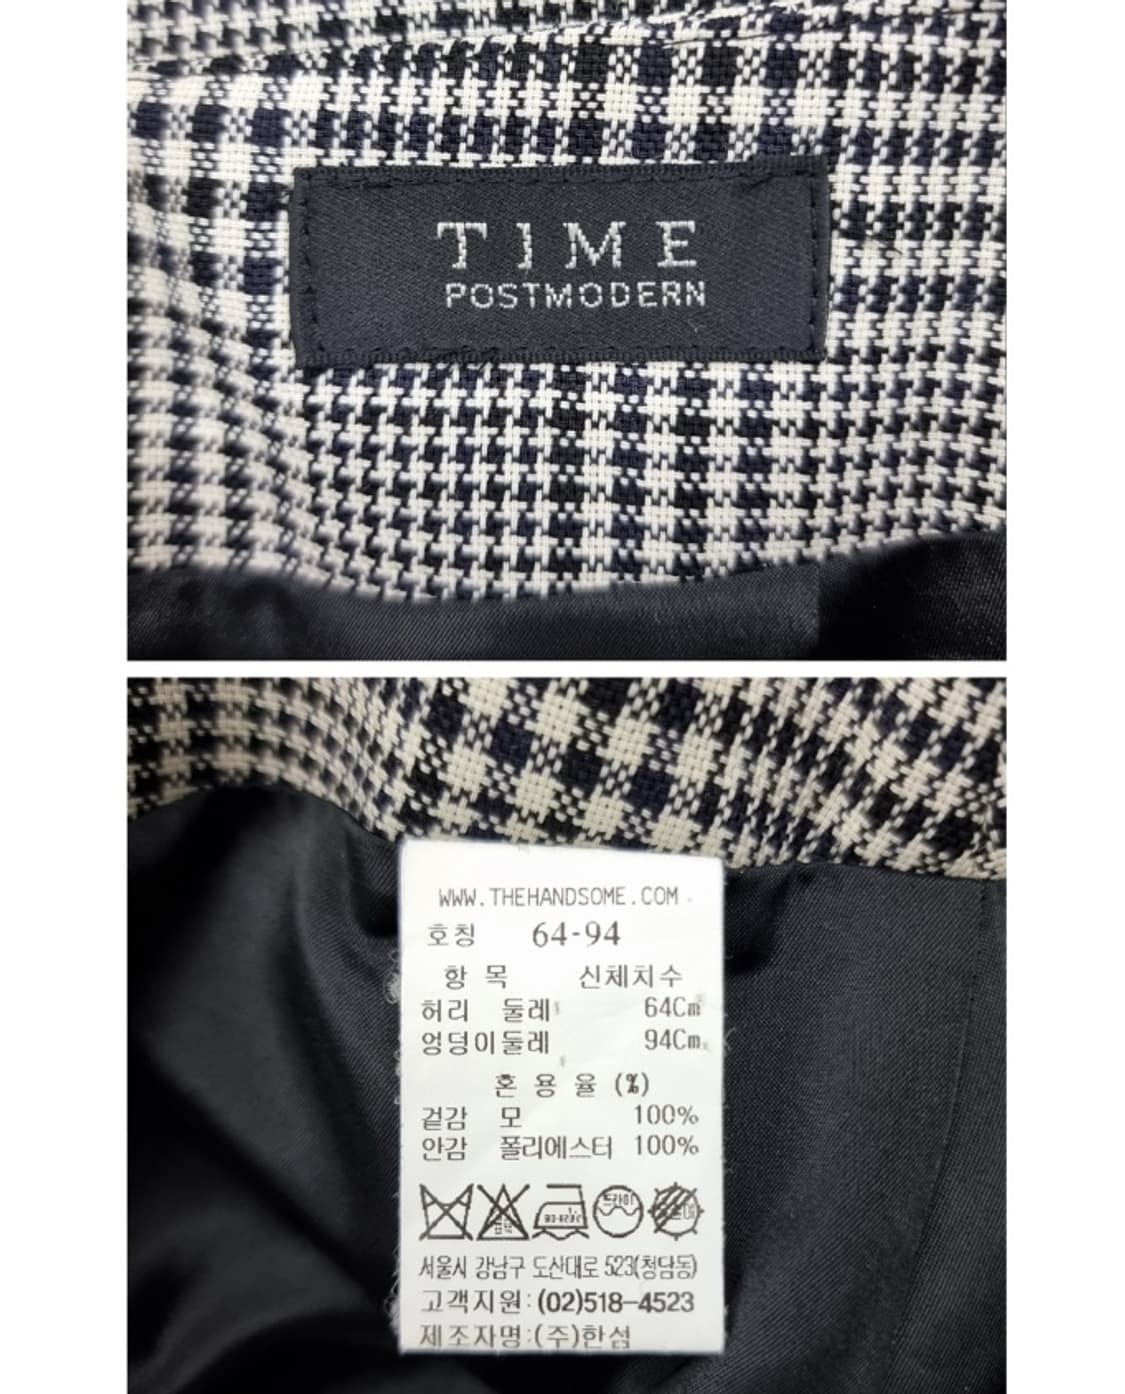 TIME
POSTMODERN
WWW.THEHANDSOME.COM
호칭 64-94
항 목 신체치수
허리 둘레 64Cm
엉덩이둘레 94Cm
혼 용 율 (%)
겉감 모 100%
안감 폴리에스터 100%
드라이
서울시 강남구 도산대로 523(청담동)
고객지원:(02)518-4523
제조자명:(주)한섬